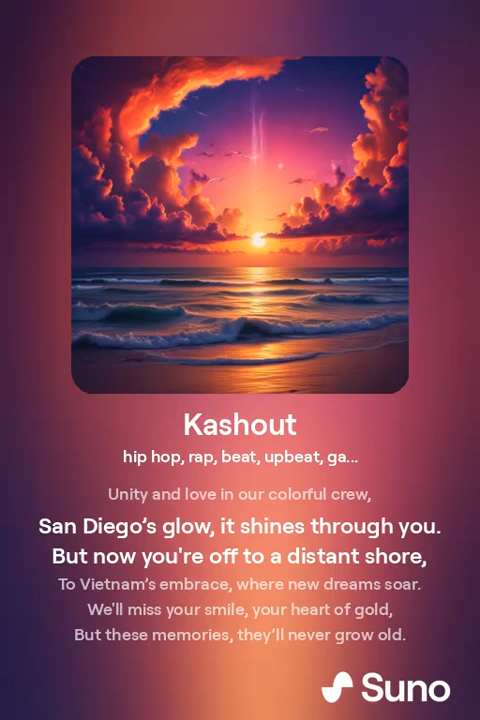 Kashout
hip hop, rap, beat, upbeat, ga...
Unity and love in our colorful crew,
San Diego’s glow, it shines through you.
But now you're off to a distant shore,
To Vietnam’s embrace, where new dreams soar.
We'll miss your smile, your heart of gold,
But these memories, they’ll never grow old.
Suno